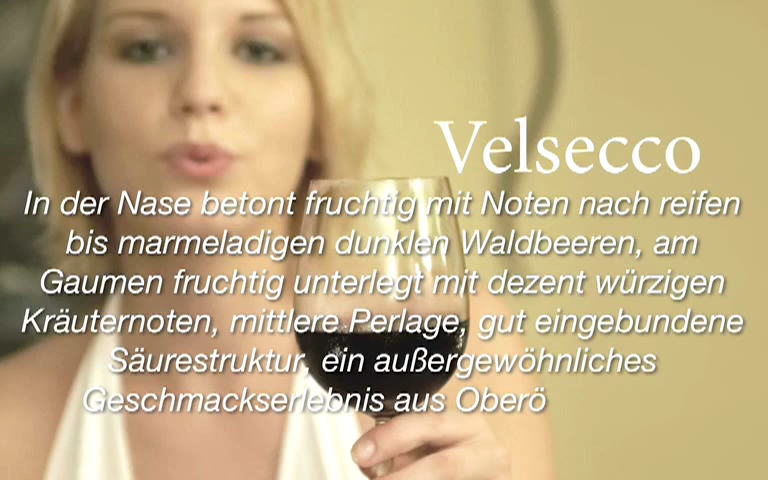 Velsecco
In der Nase betont fruchtig mit Noten nach reifen
bis marmeladigen dunklen Waldbeeren, am
Gaumen fruchtig unterlegt mit dezent würzigen
Kräuternoten, mittlere Perlage, gut eingebundene
Säurestruktur, ein außergewöhnliches
Geschmackserlebnis aus Oberö